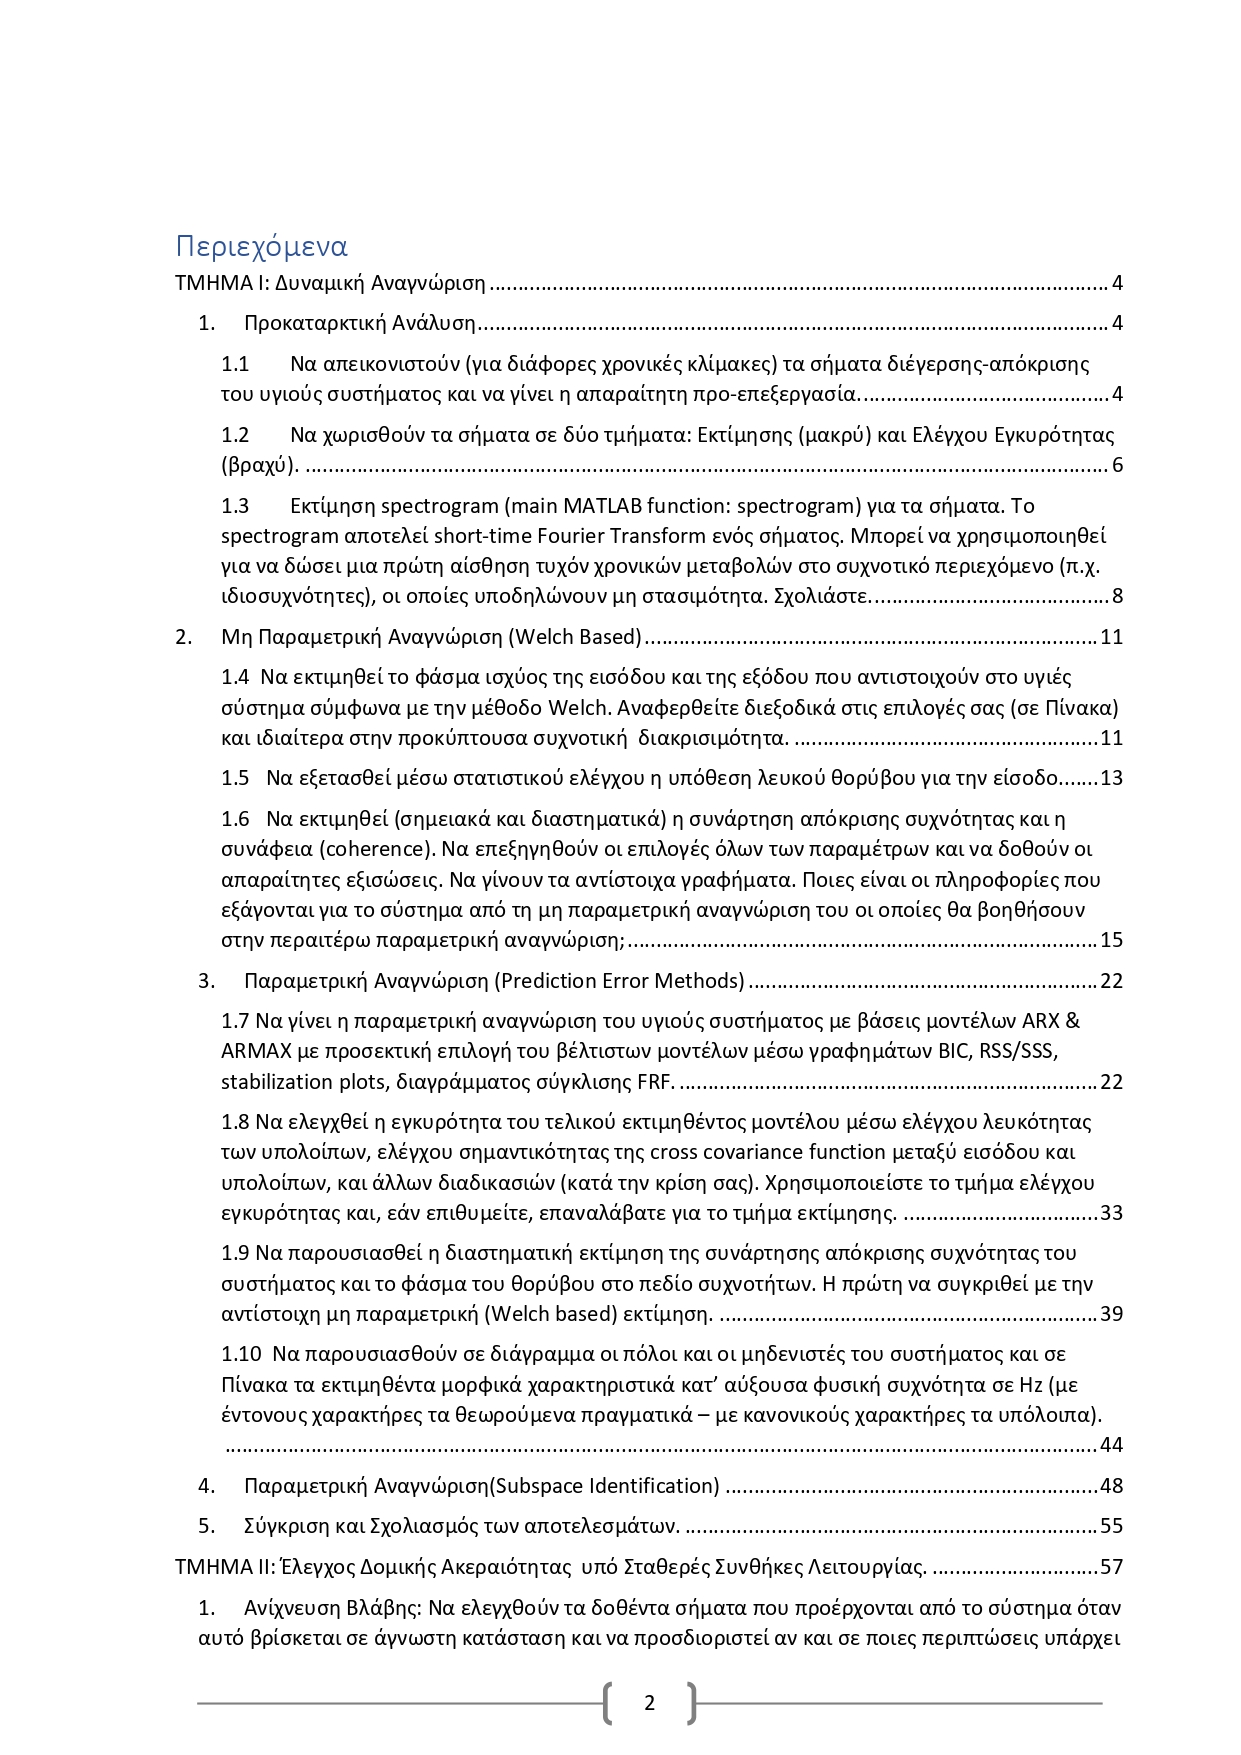 Περιεχόμενα
ΤΜΗΜΑ Ι: Δυναμική Αναγνώριση ........ 4
1. Προκαταρκτική Ανάλυση ........ 4
1.1 Να απεικονιστούν (για διάφορες χρονικές κλίμακες) τα σήματα διέγερσης-απόκρισης
του υγιούς συστήματος και να γίνει η απαραίτητη προ-επεξεργασία. ........ 4
1.2 Να χωρισθούν τα σήματα σε δύο τμήματα: Εκτίμησης (μακρύ) και Ελέγχου Εγκυρότητας
(βραχύ). ........ 6
1.3 Εκτίμηση spectrogram (main MATLAB function: spectrogram) για τα σήματα. Το
spectrogram αποτελεί short-time Fourier Transform ενός σήματος. Μπορεί να χρησιμοποιηθεί
για να δώσει μια πρώτη αίσθηση τυχόν χρονικών μεταβολών στο συχνοτικό περιεχόμενο (π.χ.
ιδιοσυχνότητες), οι οποίες υποδηλώνουν μη στασιμότητα. Σχολιάστε. ........ 8
2. Μη Παραμετρική Αναγνώριση (Welch Based) ........ 11
1.4 Να εκτιμηθεί το φάσμα ισχύος της εισόδου και της εξόδου που αντιστοιχούν στο υγιές
σύστημα σύμφωνα με την μέθοδο Welch. Αναφερθείτε διεξοδικά στις επιλογές σας (σε Πίνακα)
και ιδιαίτερα στην προκύπτουσα συχνοτική διακρισιμότητα. ........ 11
1.5 Να εξετασθεί μέσω στατιστικού ελέγχου η υπόθεση λευκού θορύβου για την είσοδο. ...... 13
1.6 Να εκτιμηθεί (σημειακά και διαστηματικά) η συνάρτηση απόκρισης συχνότητας και η
συνάφεια (coherence). Να επεξηγηθούν οι επιλογές όλων των παραμέτρων και να δοθούν οι
απαραίτητες εξισώσεις. Να γίνουν τα αντίστοιχα γραφήματα. Ποιες είναι οι πληροφορίες που
εξάγονται για το σύστημα από τη μη παραμετρική αναγνώριση του οι οποίες θα βοηθήσουν
στην περαιτέρω παραμετρική αναγνώριση; ........ 15
3. Παραμετρική Αναγνώριση (Prediction Error Methods) ........ 22
1.7 Να γίνει η παραμετρική αναγνώριση του υγιούς συστήματος με βάσεις μοντέλων ARX &
ARMAX με προσεκτική επιλογή του βέλτιστων μοντέλων μέσω γραφημάτων BIC, RSS/SSS,
stabilization plots, διαγράμματος σύγκλισης FRF. ........ 22
1.8 Να ελεγχθεί η εγκυρότητα του τελικού εκτιμηθέντος μοντέλου μέσω ελέγχου λευκότητας
των υπολοίπων, ελέγχου σημαντικότητας της cross covariance function μεταξύ εισόδου και
υπολοίπων, και άλλων διαδικασιών (κατά την κρίση σας). Χρησιμοποιείστε το τμήμα ελέγχου
εγκυρότητας και, εάν επιθυμείτε, επαναλάβατε για το τμήμα εκτίμησης. ........ 33
1.9 Να παρουσιασθεί η διαστηματική εκτίμηση της συνάρτησης απόκρισης συχνότητας του
συστήματος και το φάσμα του θορύβου στο πεδίο συχνοτήτων. Η πρώτη να συγκριθεί με την
αντίστοιχη μη παραμετρική (Welch based) εκτίμηση. ........ 39
1.10 Να παρουσιασθούν σε διάγραμμα οι πόλοι και οι μηδενιστές του συστήματος και σε
Πίνακα τα εκτιμηθέντα μορφικά χαρακτηριστικά κατ’ αύξουσα φυσική συχνότητα σε Hz (με
έντονους χαρακτήρες τα θεωρούμενα πραγματικά – με κανονικούς χαρακτήρες τα υπόλοιπα).
........ 44
4. Παραμετρική Αναγνώριση(Subspace Identification) ........ 48
5. Σύγκριση και Σχολιασμός των αποτελεσμάτων. ........ 55
ΤΜΗΜΑ ΙΙ: Έλεγχος Δομικής Ακεραιότητας υπό Σταθερές Συνθήκες Λειτουργίας. ........ 57
1. Ανίχνευση Βλάβης: Να ελεγχθούν τα δοθέντα σήματα που προέρχονται από το σύστημα όταν
αυτό βρίσκεται σε άγνωστη κατάσταση και να προσδιοριστεί αν και σε ποιες περιπτώσεις υπάρχει
2